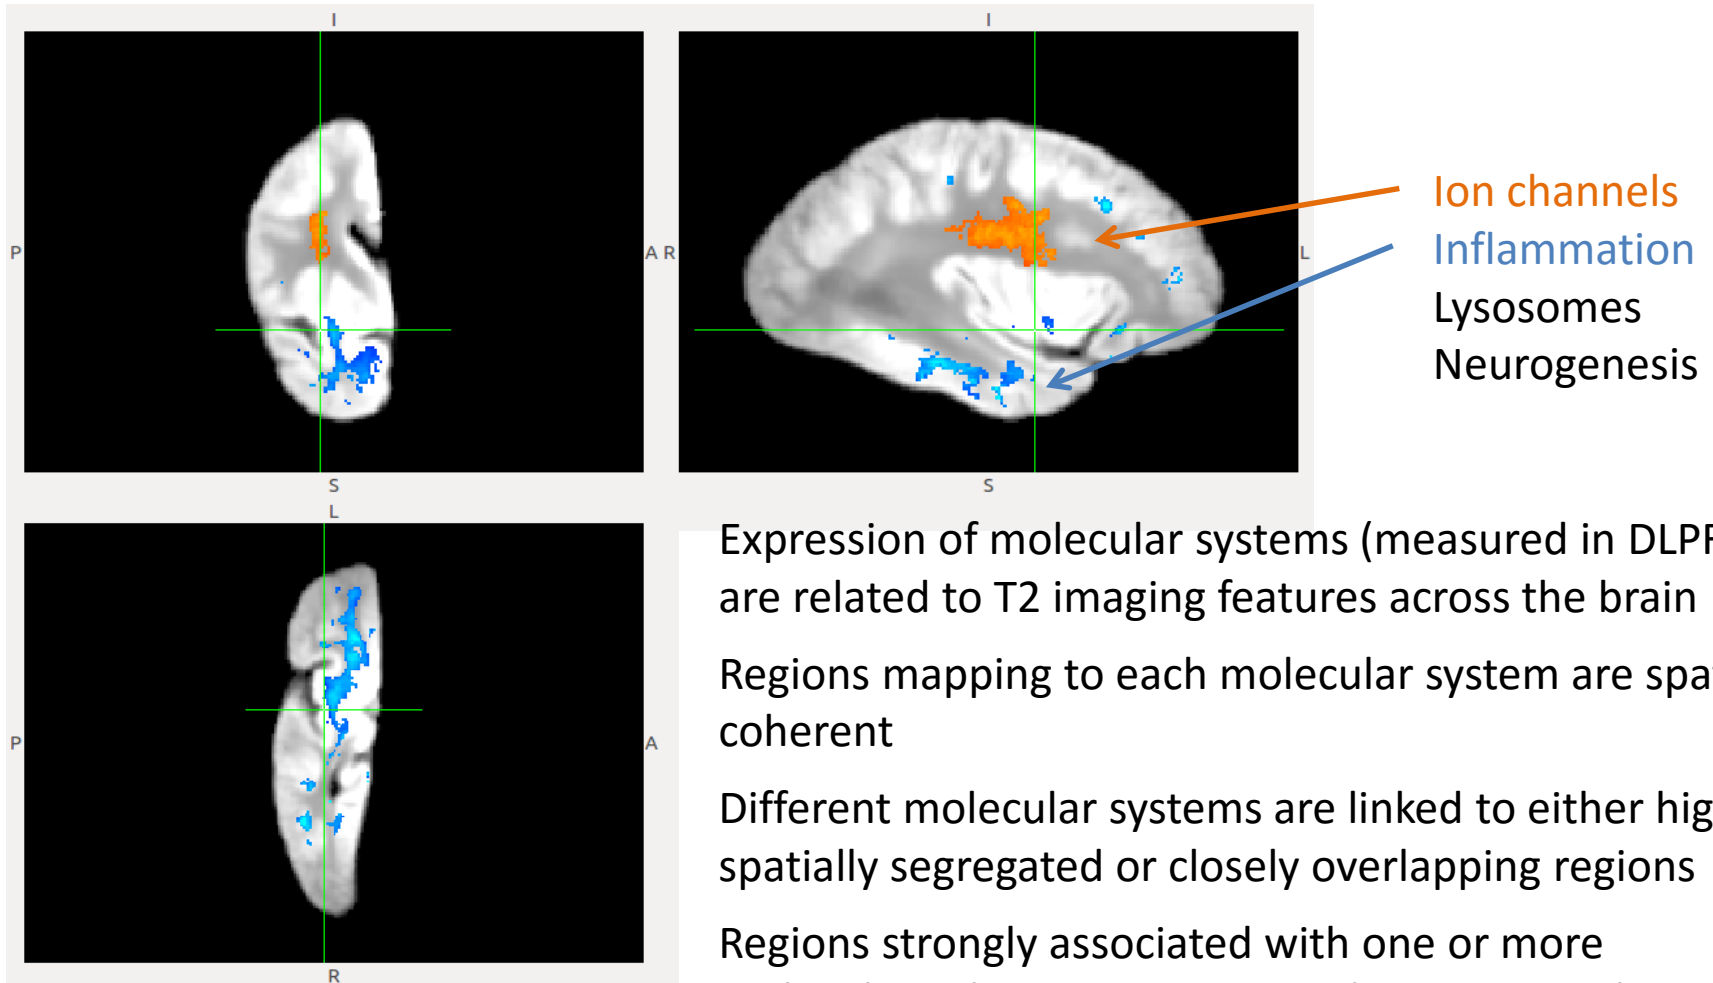 I
I
P
A R
L
S
S
L
P
A
R
Ion channels
Inflammation
Lysosomes
Neurogenesis
Expression of molecular systems (measured in DLPF
are related to T2 imaging features across the brain
Regions mapping to each molecular system are spa
coherent
Different molecular systems are linked to either hig
spatially segregated or closely overlapping regions
Regions strongly associated with one or more